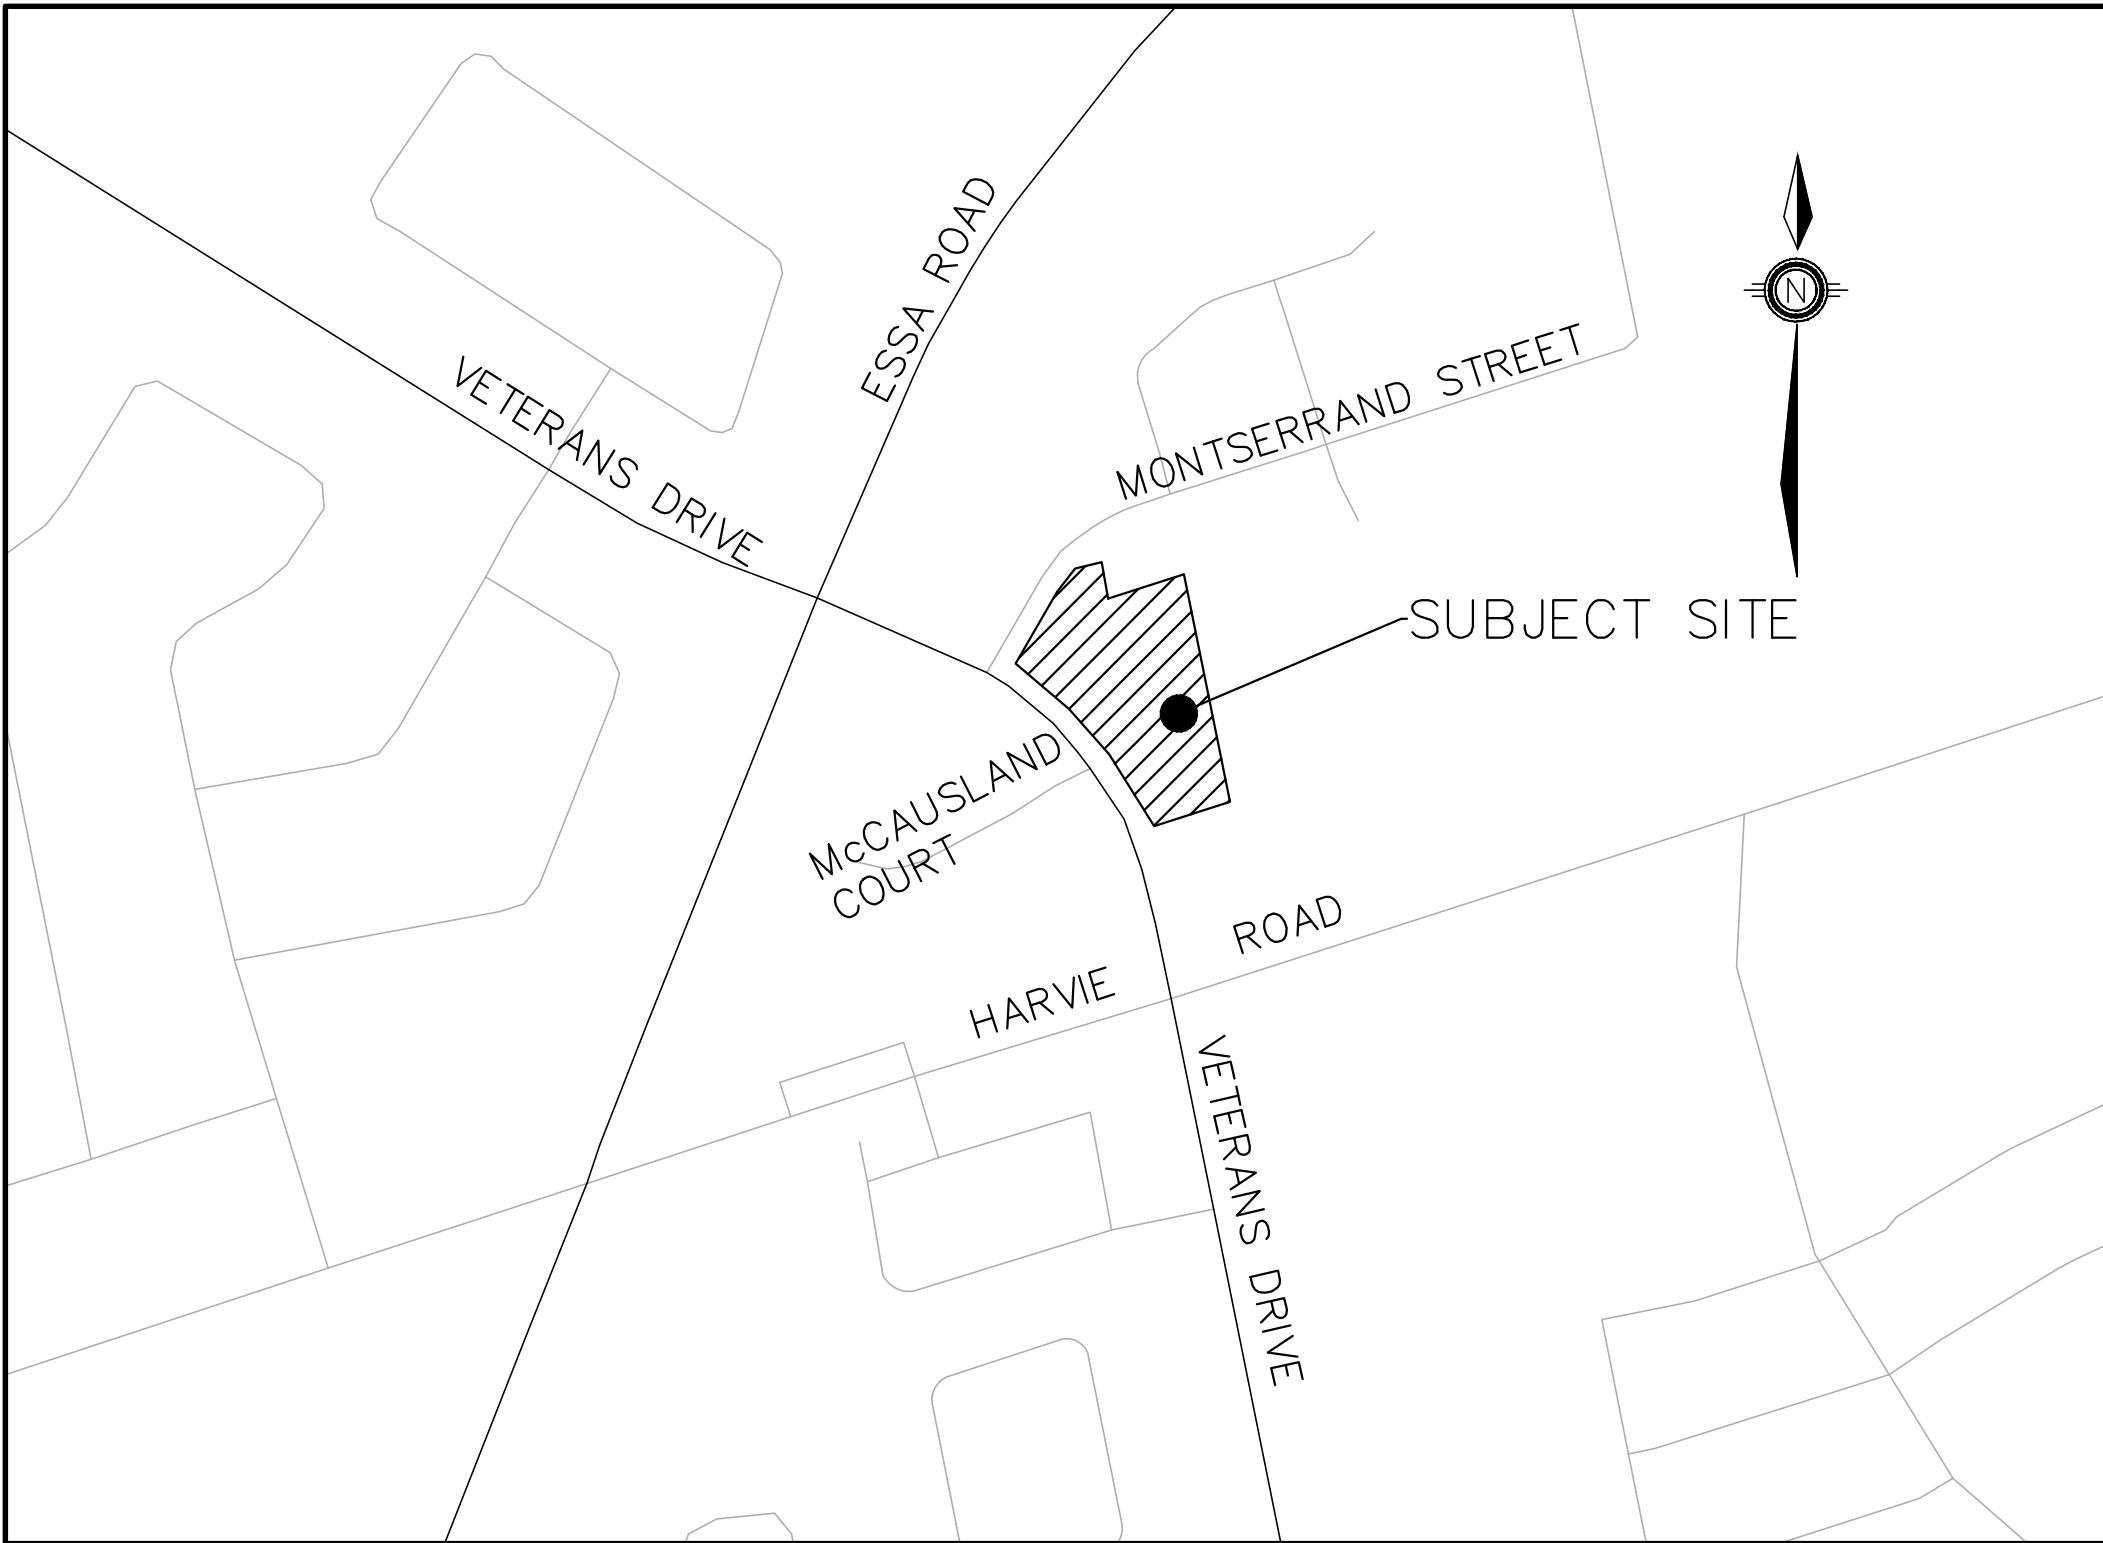 ESSA ROAD
N
VETERANS DRIVE
MONTSERRAND STREET
SUBJECT SITE
McCAUSLAND
COURT
HARVIE ROAD
VETERANS DRIVE